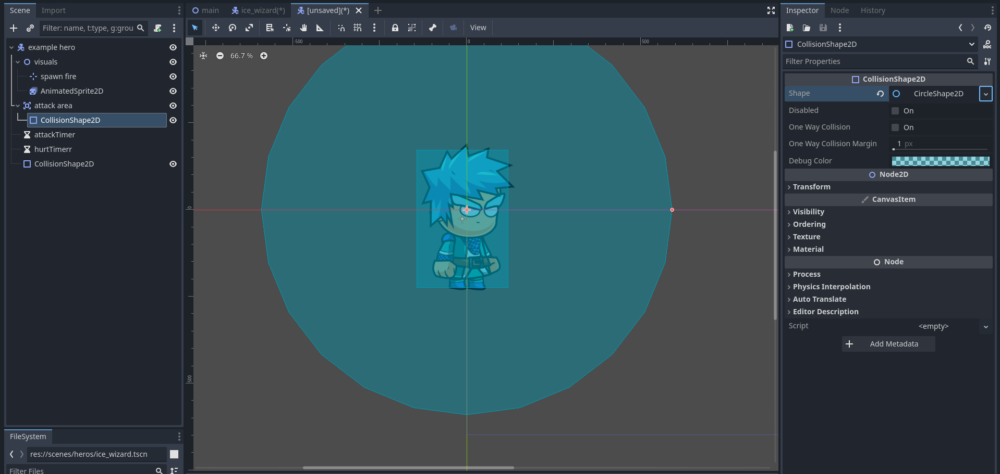 Scene
Import
Filter: name, t:type, g:grou
example hero
visuals
spawn fire
AnimatedSprite2D
attack area
CollisionShape2D
attackTimer
hurtTimerr
CollisionShape2D
FileSystem
res://scenes/heros/ice_wizard.tscn
Filter Files
main
ice_wizard(*)
[unsaved](*)
View
-500
0
500
66.7 %
0
500
Inspector
Node
History
CollisionShape2D
DOC
Filter Properties
CollisionShape2D
Shape
CircleShape2D
Disabled
On
One Way Collision
On
One Way Collision Margin
1 px
Debug Color
Node2D
Transform
CanvasItem
Visibility
Ordering
Texture
Material
Node
Process
Physics Interpolation
Auto Translate
Editor Description
Script
<empty>
Add Metadata